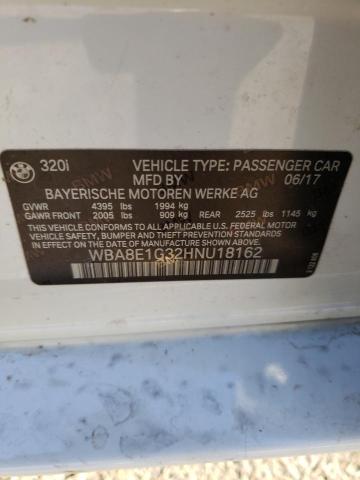 320i VEHICLE TYPE: PASSENGER CAR
MFD BY. 06/17
BAYERISCHE MOTOREN WERKE AG
GVWR 4395 lbs 1994 kg
GAWR FRONT 2005 lbs 909 kg REAR 2525 lbs 1145 kg
THIS VEHICLE CONFORMS TO ALL APPLICABLE U.S. FEDERAL MOTOR
VEHICLE SAFETY, BUMPER AND THEFT PREVENTION STANDARDS
IN EFFECT ON THE DATE OF MANUFACTURE SHOWN ABOVE.
WBA8E1G32HNU18162